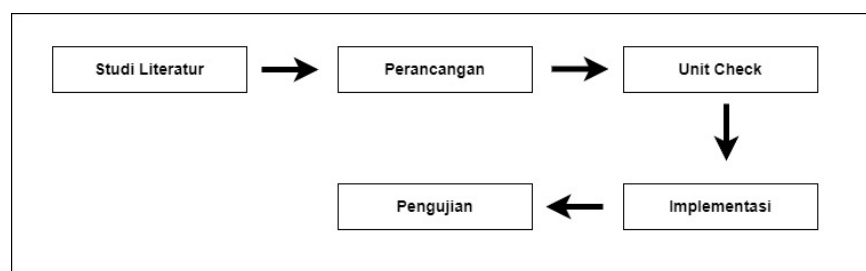 Studi Literatur
Perancangan
Unit Check
Implementasi
Pengujian